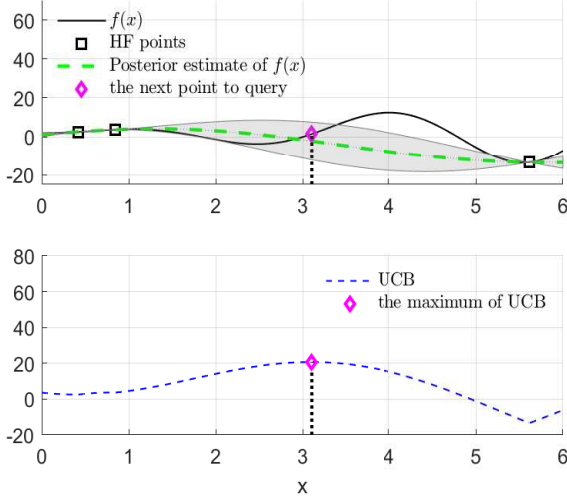 f(x)
HF points
Posterior estimate of f(x)
the next point to query
60
40
20
0
-20
0 1 2 3 4 5 6
UCB
the maximum of UCB
80
60
40
20
0
-20
0 1 2 3 4 5 6
x